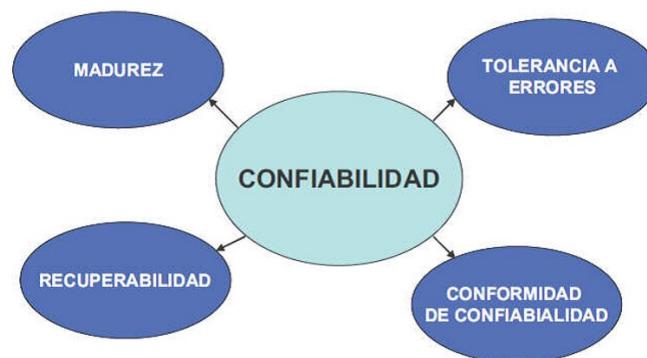 MADUREZ
TOLERANCIA A
ERRORES
CONFIABILIDAD
RECUPERABILIDAD
CONFORMIDAD
DE CONFIABIALIDAD